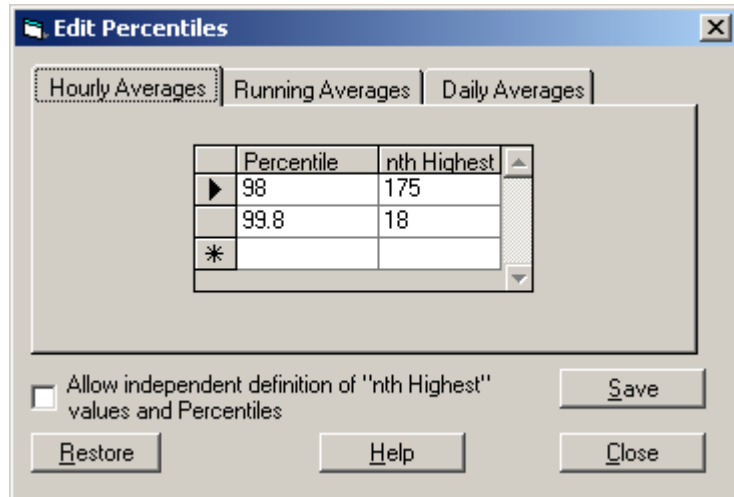 Edit Percentiles
Hourly Averages Running Averages Daily Averages
Percentile nth Highest
98 175
99.8 18
Allow independent definition of "nth Highest"
values and Percentiles
Save
Restore Help Close